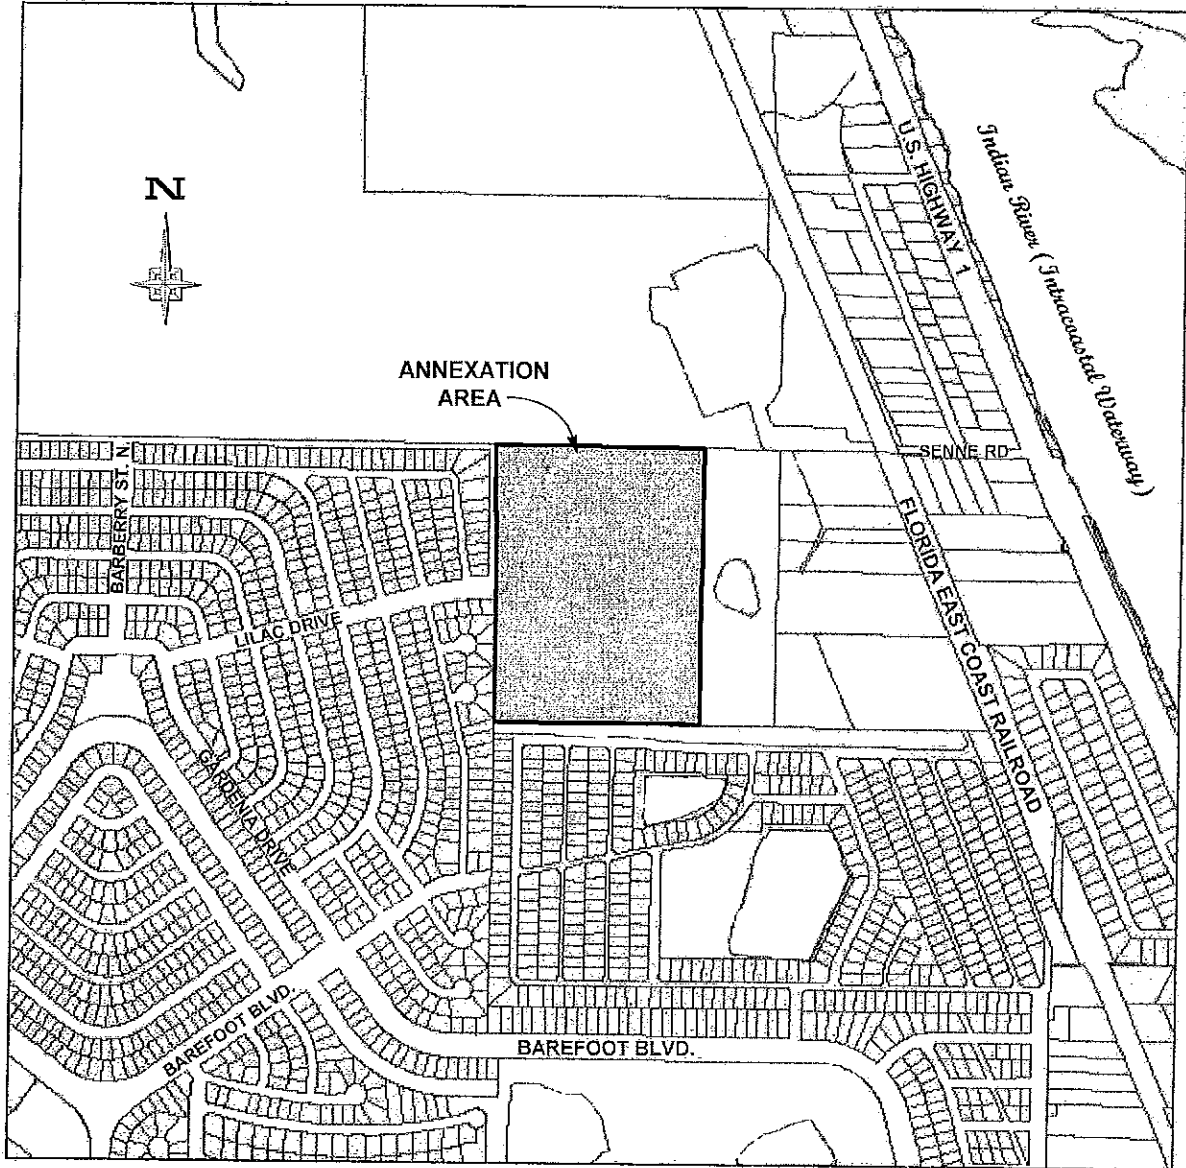 N
U.S. HIGHWAY 1
Indian River (Intracoastal Waterway)
ANNEXATION
AREA
SENNE RD
BARBERRY ST. N.
FLORIDA EAST COAST RAILROAD
LILAC DRIVE
GARDENIA DRIVE
BAREFOOT BLVD.
BAREFOOT BLVD.